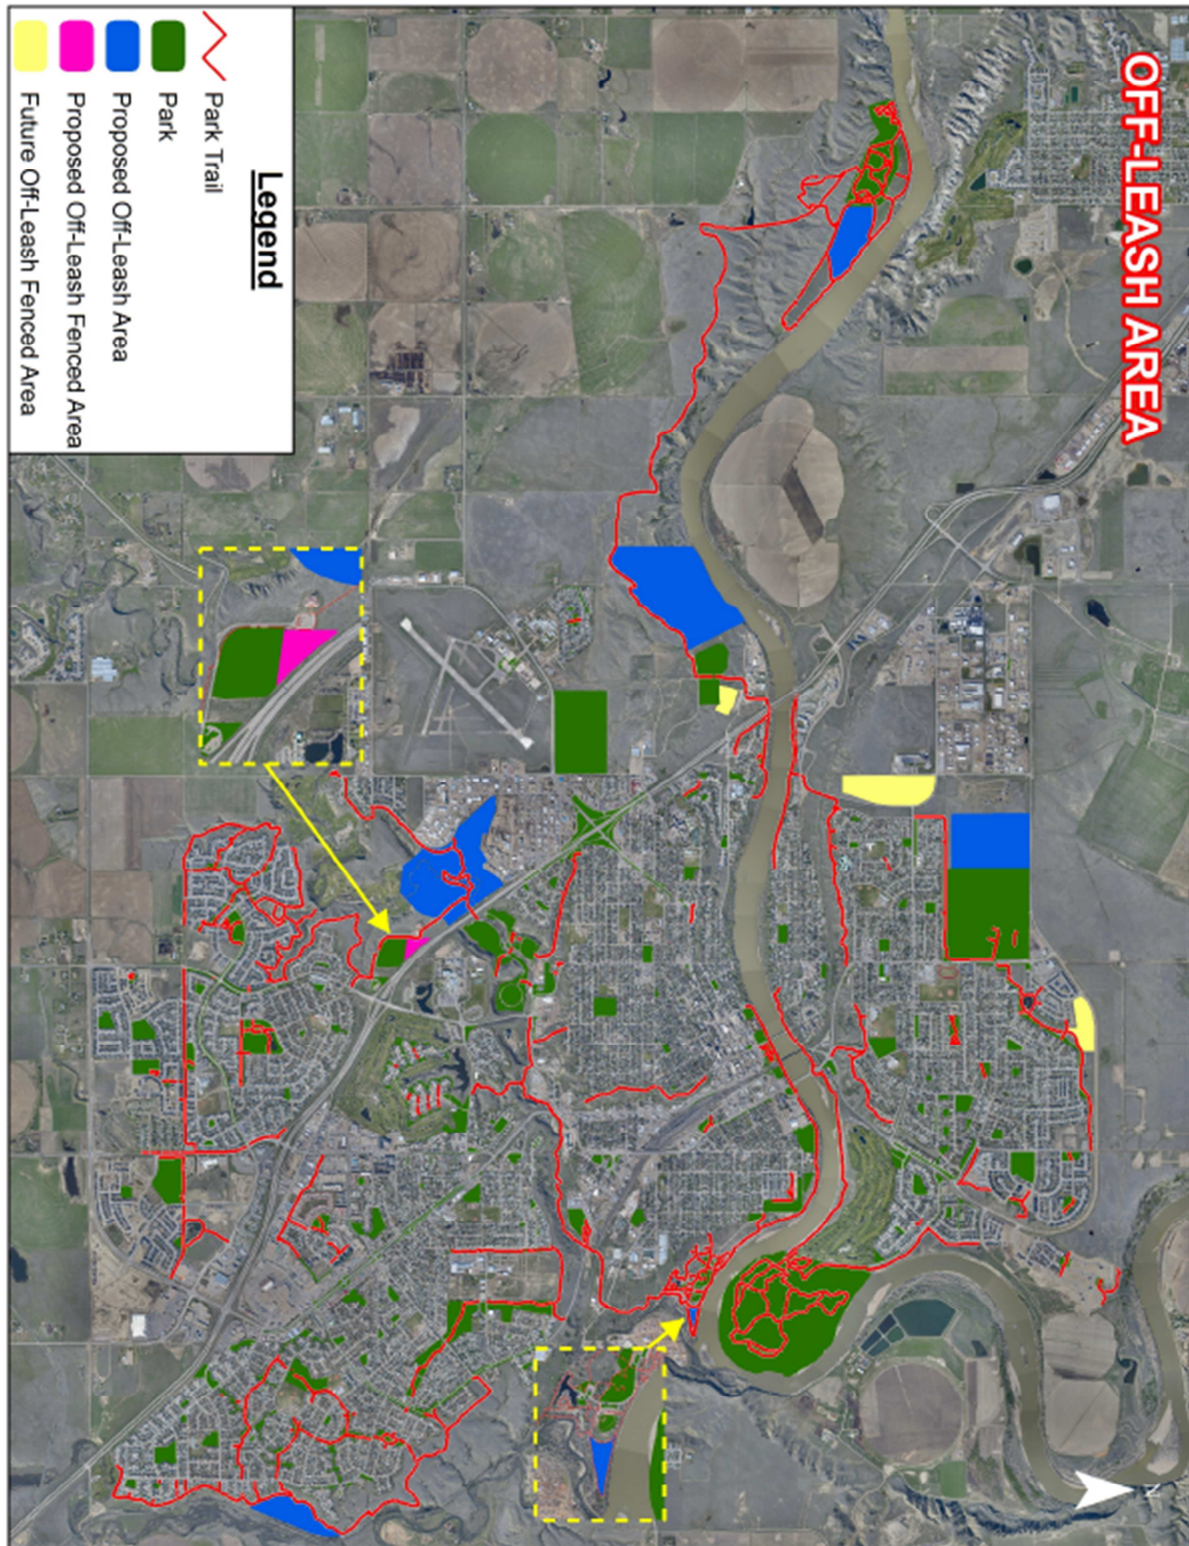 OFF-LEASH AREA
N
Legend
Park Trail
Park
Proposed Off-Leash Area
Proposed Off-Leash Fenced Area
Future Off-Leash Fenced Area